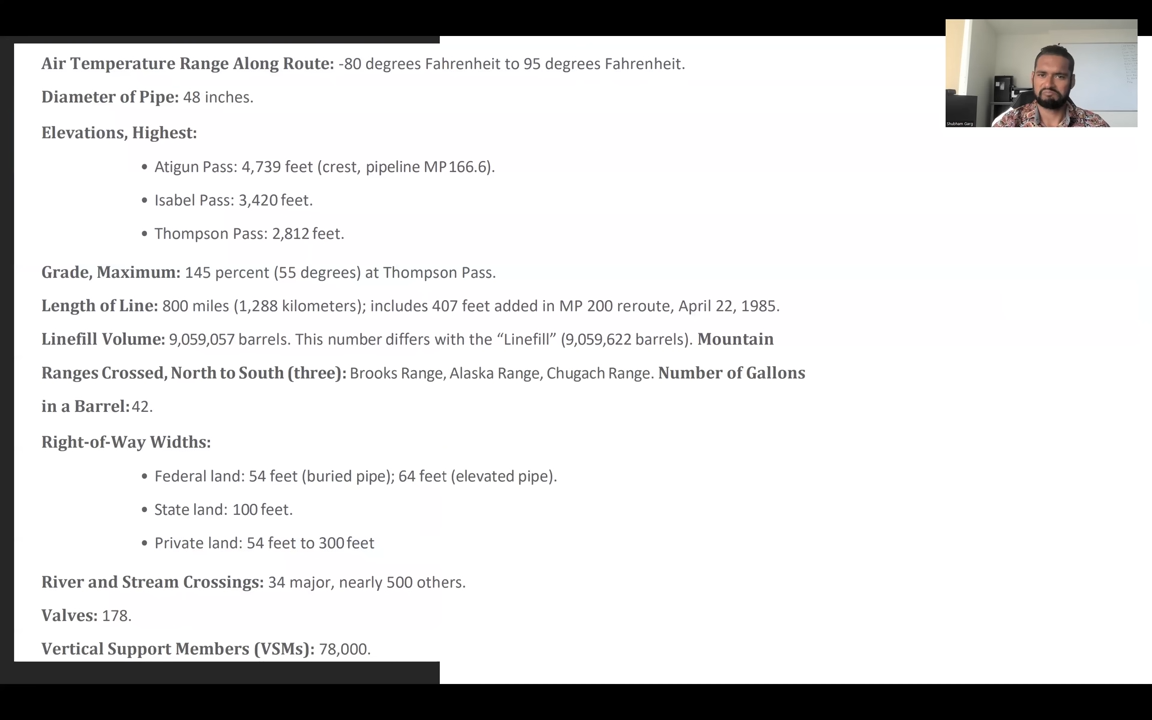 Air Temperature Range Along Route: -80 degrees Fahrenheit to 95 degrees Fahrenheit.
Diameter of Pipe: 48 inches.
Elevations, Highest:
• Atigun Pass: 4,739 feet (crest, pipeline MP166.6).
• Isabel Pass: 3,420 feet.
• Thompson Pass: 2,812 feet.
Grade, Maximum: 145 percent (55 degrees) at Thompson Pass.
Length of Line: 800 miles (1,288 kilometers); includes 407 feet added in MP 200 reroute, April 22, 1985.
Linefill Volume: 9,059,057 barrels. This number differs with the “Linefill” (9,059,622 barrels). Mountain
Ranges Crossed, North to South (three): Brooks Range, Alaska Range, Chugach Range. Number of Gallons
in a Barrel: 42.
Right-of-Way Widths:
• Federal land: 54 feet (buried pipe); 64 feet (elevated pipe).
• State land: 100 feet.
• Private land: 54 feet to 300 feet
River and Stream Crossings: 34 major, nearly 500 others.
Valves: 178.
Vertical Support Members (VSMs): 78,000.
Shubham Garg